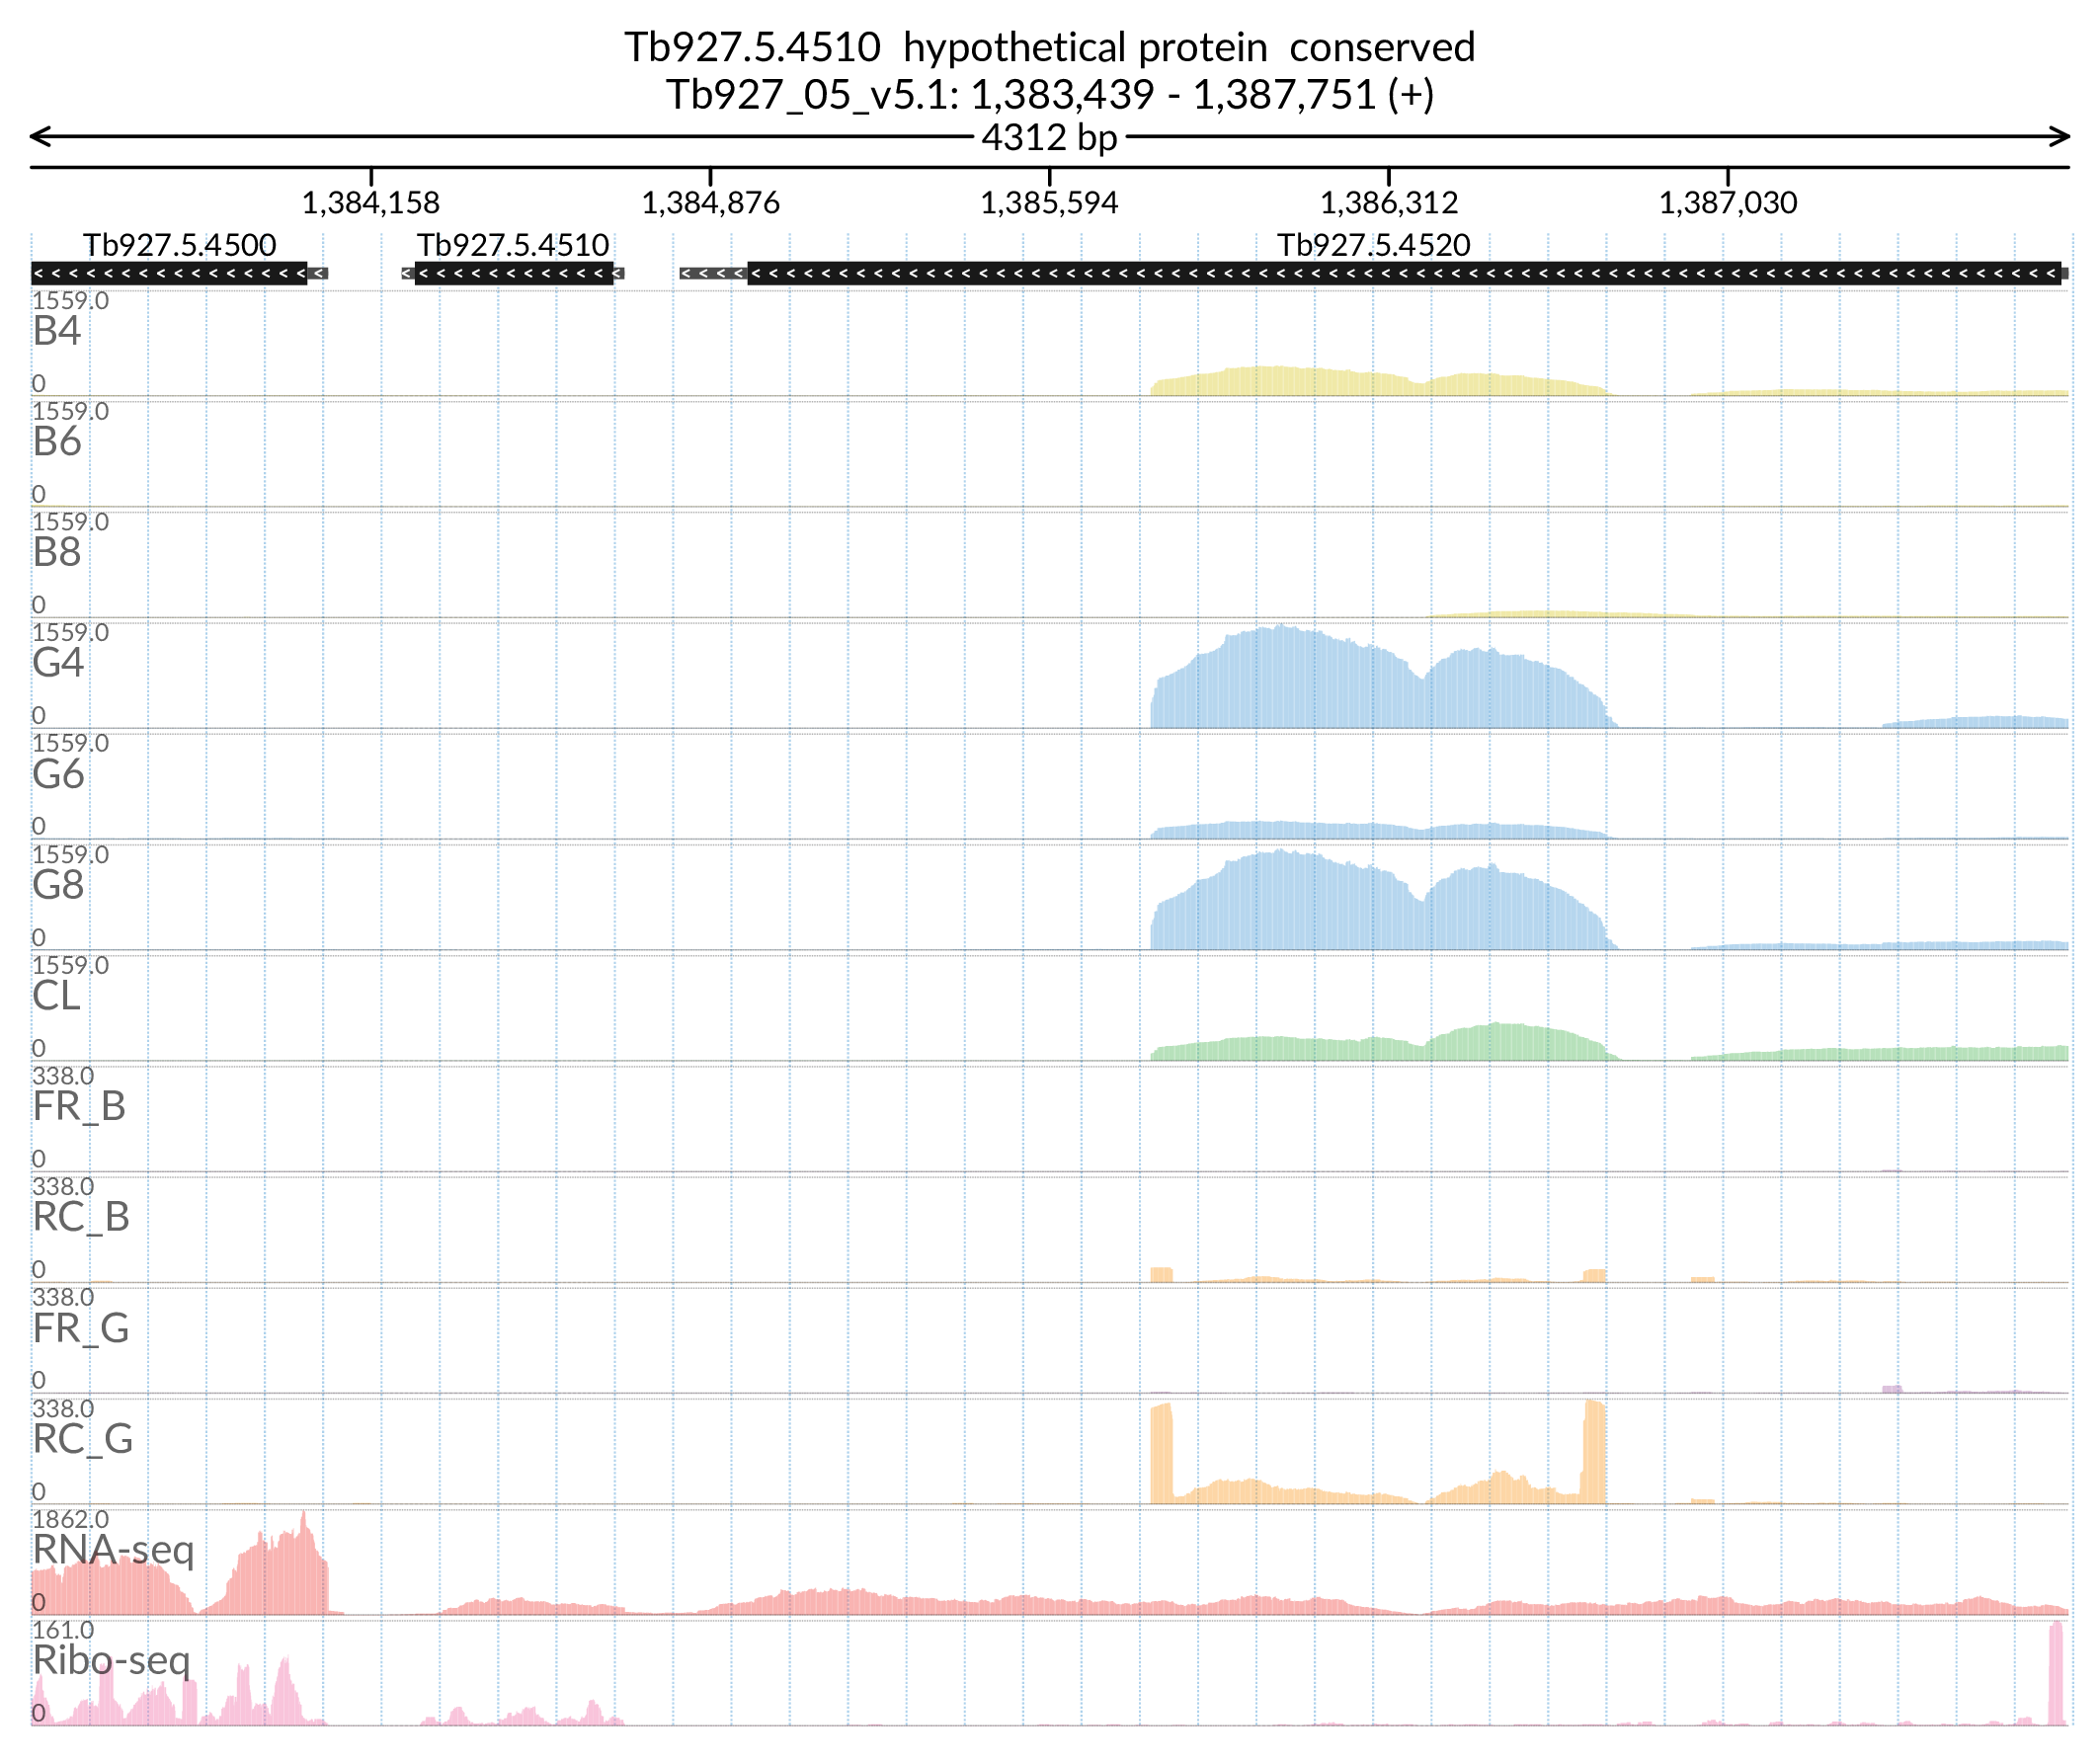 Tb927.5.4510 hypothetical protein conserved
Tb927_05_v5.1: 1,383,439 - 1,387,751 (+)
4312 bp
1,384,158 1,384,876 1,385,594 1,386,312 1,387,030
Tb927.5.4500 Tb927.5.4510 Tb927.5.4520
1559.0
B4
0
1559.0
B6
0
1559.0
B8
0
1559.0
G4
0
1559.0
G6
0
1559.0
G8
0
1559.0
CL
0
338.0
FR_B
0
338.0
RC_B
0
338.0
FR_G
0
338.0
RC_G
0
1862.0
RNA-seq
0
161.0
Ribo-seq
0